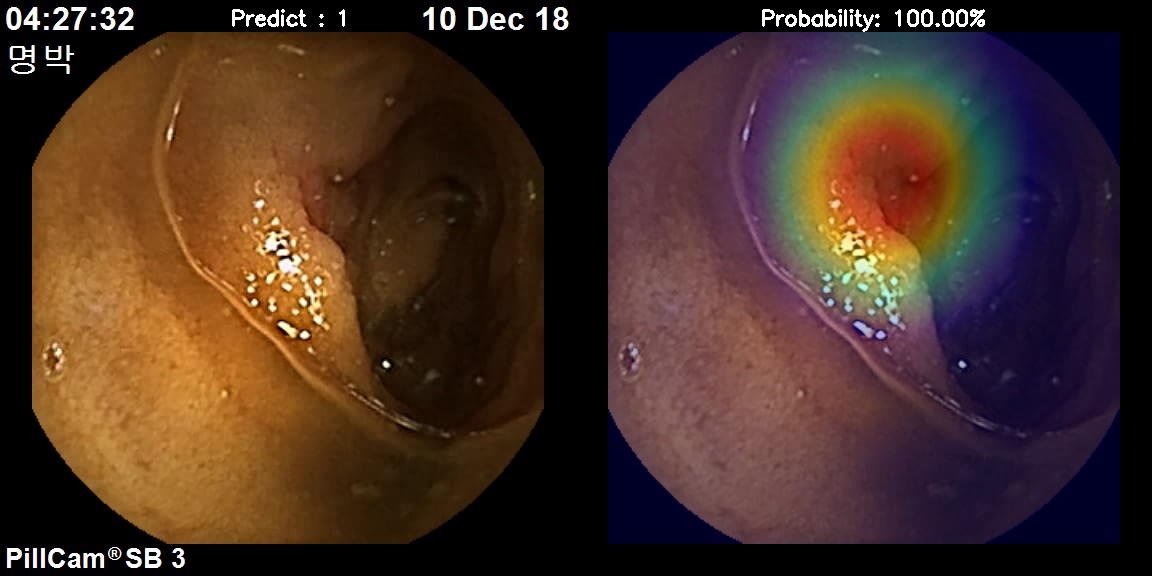 04:27:32 Predict : 1 10 Dec 18 Probability: 100.00%
명박
PillCam® SB 3